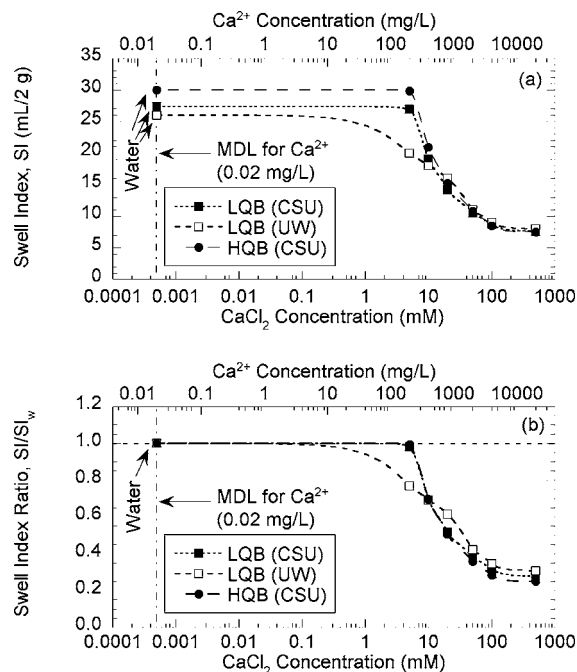 Ca²⁺ Concentration (mg/L)
0.01 0.1 1 10 100 1000 10000
35
30
25
20
15
10
5
0
Swell Index, SI (mL/2 g)
(a)
Water
MDL for Ca²⁺
(0.02 mg/L)
LQB (CSU)
LQB (UW)
HQB (CSU)
0.0001 0.001 0.01 0.1 1 10 100 1000
CaCl₂ Concentration (mM)
Ca²⁺ Concentration (mg/L)
0.01 0.1 1 10 100 1000 10000
1.2
1.0
0.8
0.6
0.4
0.2
0.0
Swell Index Ratio, SI/SI_w
(b)
Water
MDL for Ca²⁺
(0.02 mg/L)
LQB (CSU)
LQB (UW)
HQB (CSU)
0.0001 0.001 0.01 0.1 1 10 100 1000
CaCl₂ Concentration (mM)